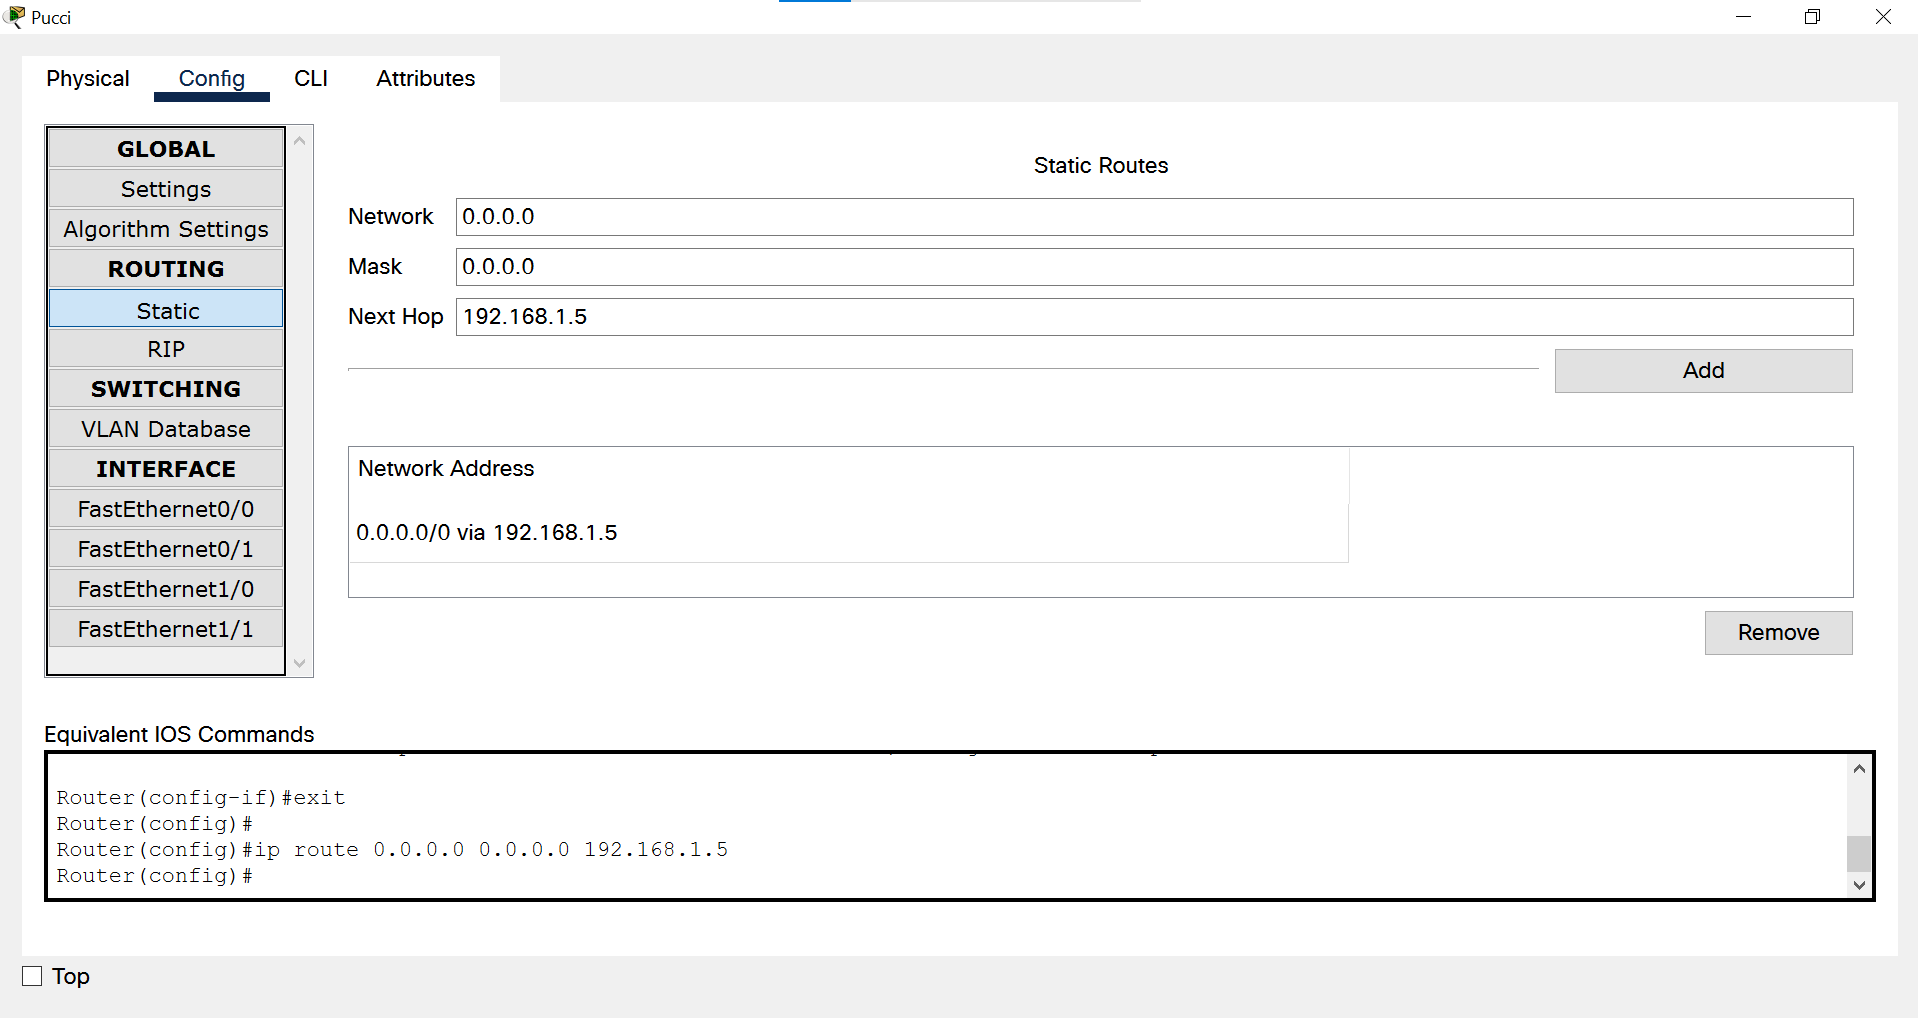 Pucci
Physical Config CLI Attributes
GLOBAL
Settings
Algorithm Settings
ROUTING
Static
RIP
SWITCHING
VLAN Database
INTERFACE
FastEthernet0/0
FastEthernet0/1
FastEthernet1/0
FastEthernet1/1
Static Routes
Network 0.0.0.0
Mask 0.0.0.0
Next Hop 192.168.1.5
Add
Network Address
0.0.0.0/0 via 192.168.1.5
Remove
Equivalent IOS Commands
Router(config-if)#exit
Router(config)#
Router(config)#ip route 0.0.0.0 0.0.0.0 192.168.1.5
Router(config)#
Top